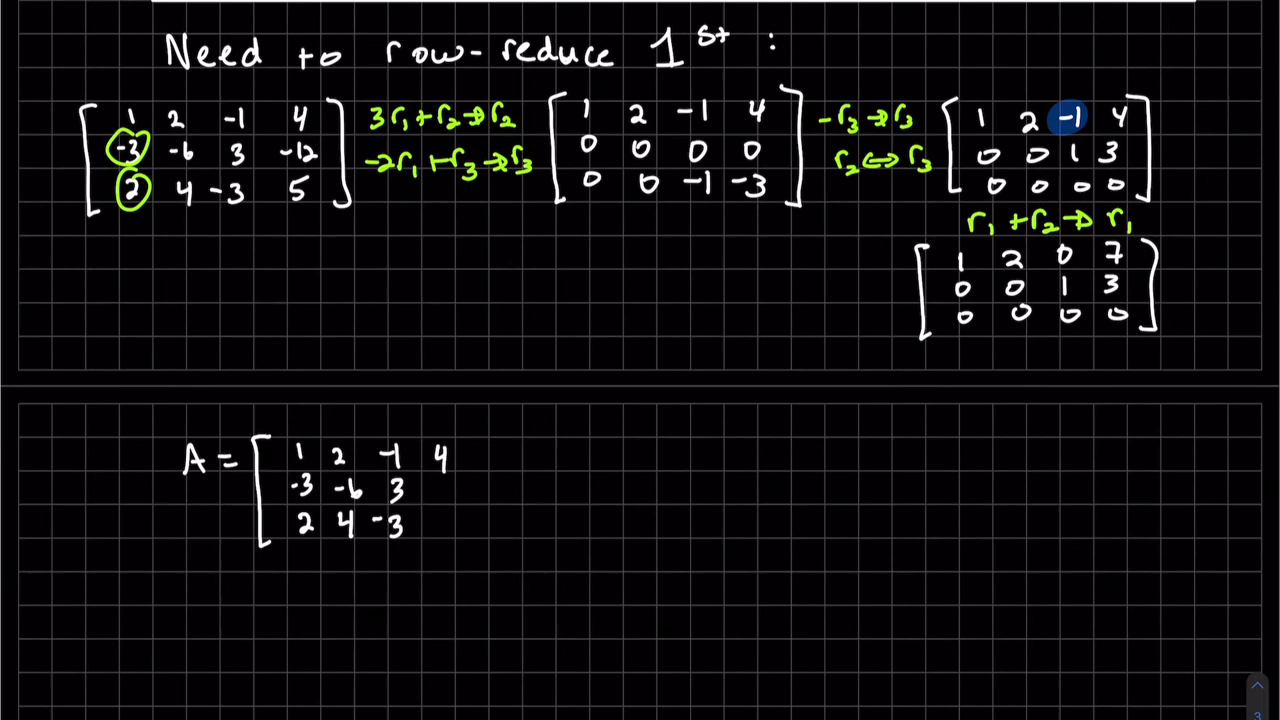 Need to row-reduce 1st :
[ 1 2 -1 4 ] 3r₁+r₂→r₂ [ 1 2 -1 4 ] -r₃→r₃ [ 1 2 -1 4 ]
[ -3 -6 3 -12 ] -2r₁+r₃→r₃ [ 0 0 0 0 ] r₂↔r₃ [ 0 0 1 3 ]
[ 2 4 -3 5 ] [ 0 0 -1 -3 ] [ 0 0 0 0 ]
r₁+r₂→r₁
[ 1 2 0 7 ]
[ 0 0 1 3 ]
[ 0 0 0 0 ]
A = [ 1 2 -1 4
-3 -6 3
2 4 -3
3